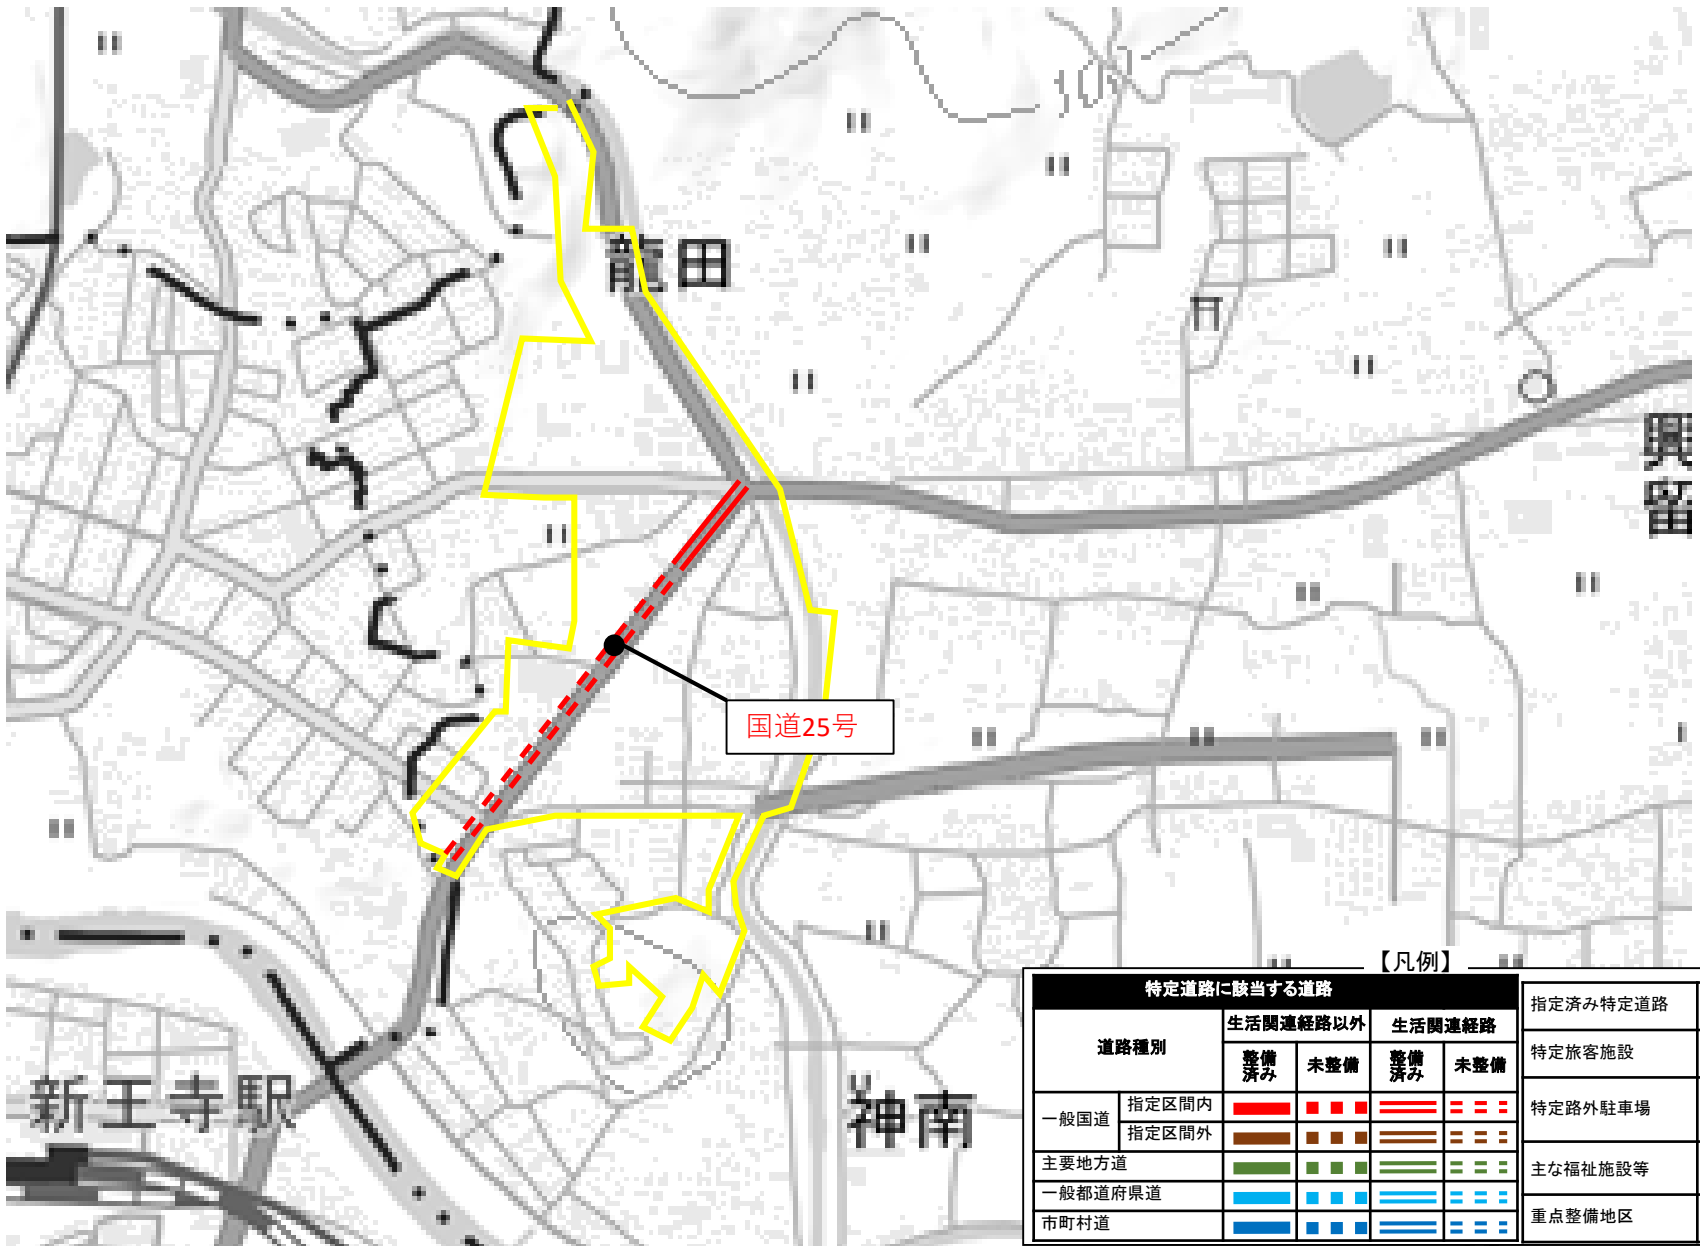 龍田
興留
国道25号
新王寺駅
神南
【凡例】
特定道路に該当する道路
道路種別
生活関連経路以外
生活関連経路
整備済み
未整備
整備済み
未整備
一般国道
指定区間内
指定区間外
主要地方道
一般都道府県道
市町村道
指定済み特定道路
特定旅客施設
特定路外駐車場
主な福祉施設等
重点整備地区